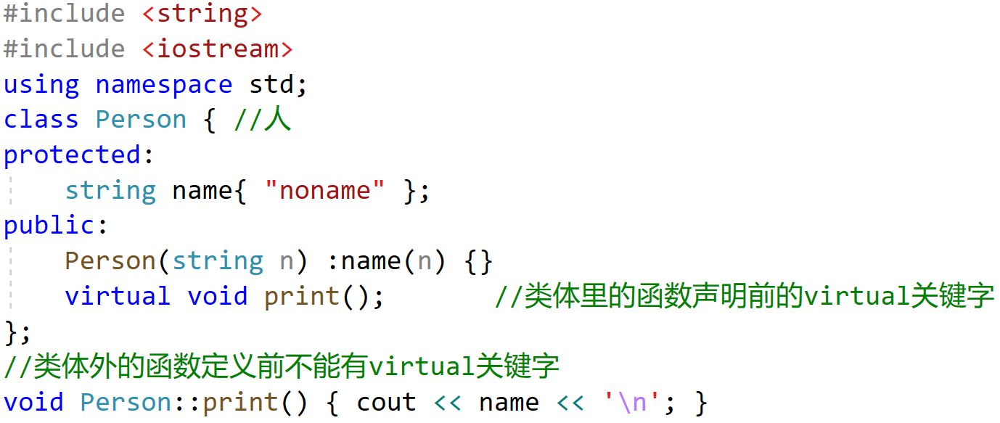 #include <string>
#include <iostream>
using namespace std;
class Person { //人
protected:
    string name{ "noname" };
public:
    Person(string n) :name(n) {}
    virtual void print();       //类体里的函数声明前的virtual关键字
};
//类体外的函数定义前不能有virtual关键字
void Person::print() { cout << name << '\n'; }